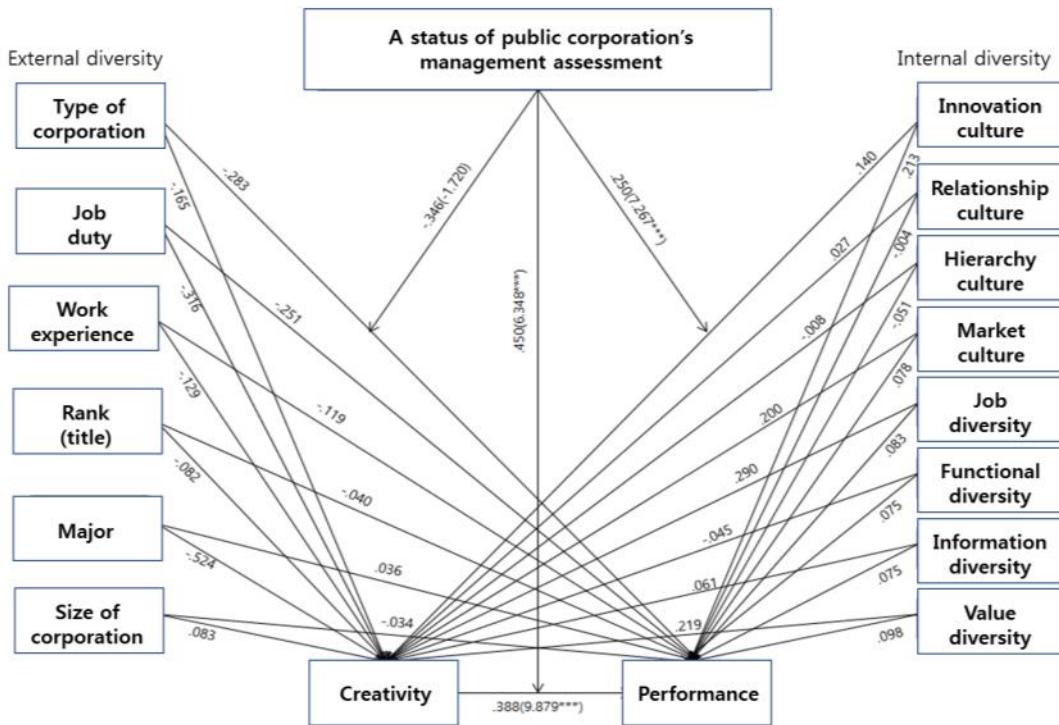 A status of public corporation's
management assessment
External diversity
Internal diversity
Type of
corporation
Job
duty
Work
experience
Rank
(title)
Major
Size of
corporation
Innovation
culture
Relationship
culture
Hierarchy
culture
Market
culture
Job
diversity
Functional
diversity
Information
diversity
Value
diversity
-.283
-.165
-.251
-.316
-.119
-.129
-.040
-.082
.036
-.524
-.034
.083
-.346(-1.720)
.450(6.348***)
.250(7.267***)
.140
.213
.027
-.004
-.008
-.051
.200
.078
.290
.083
-.045
.075
.061
.075
.219
.098
Creativity
Performance
.388(9.879***)